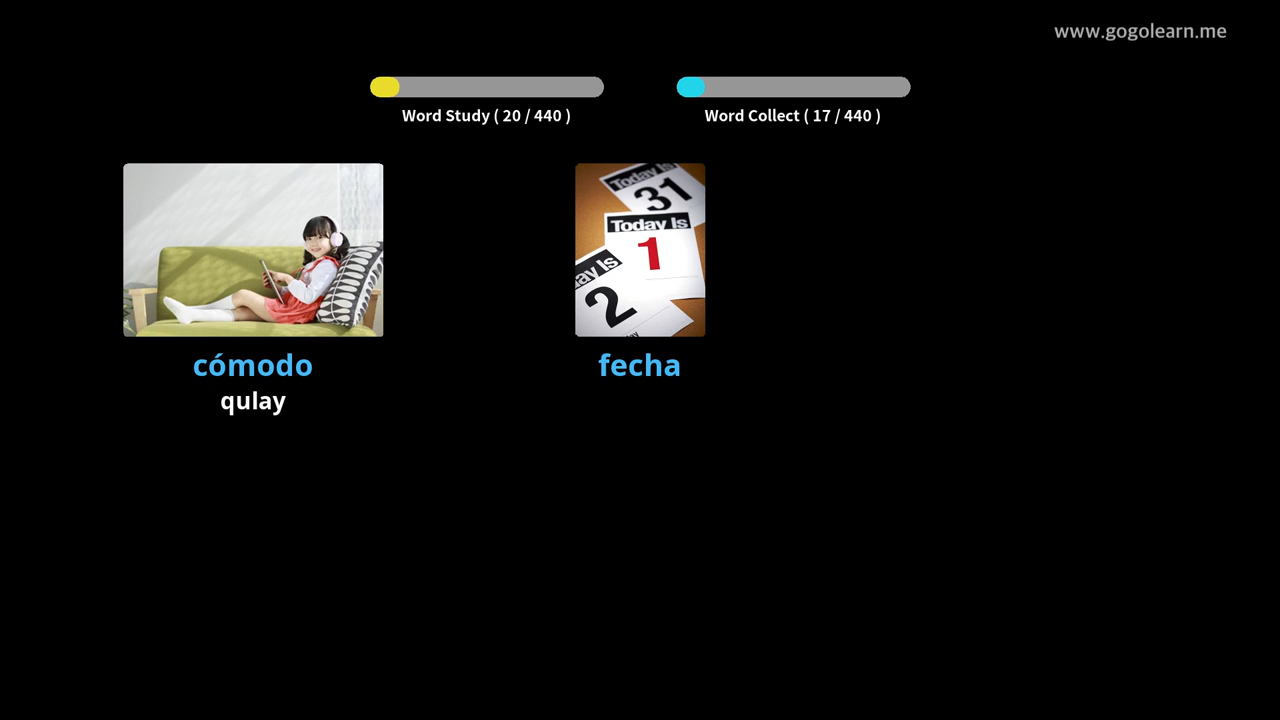 www.gogolearn.me
Word Study ( 20 / 440 )
Word Collect ( 17 / 440 )
Today Is
31
Today Is
1
ay Is
2
cómodo
fecha
qulay